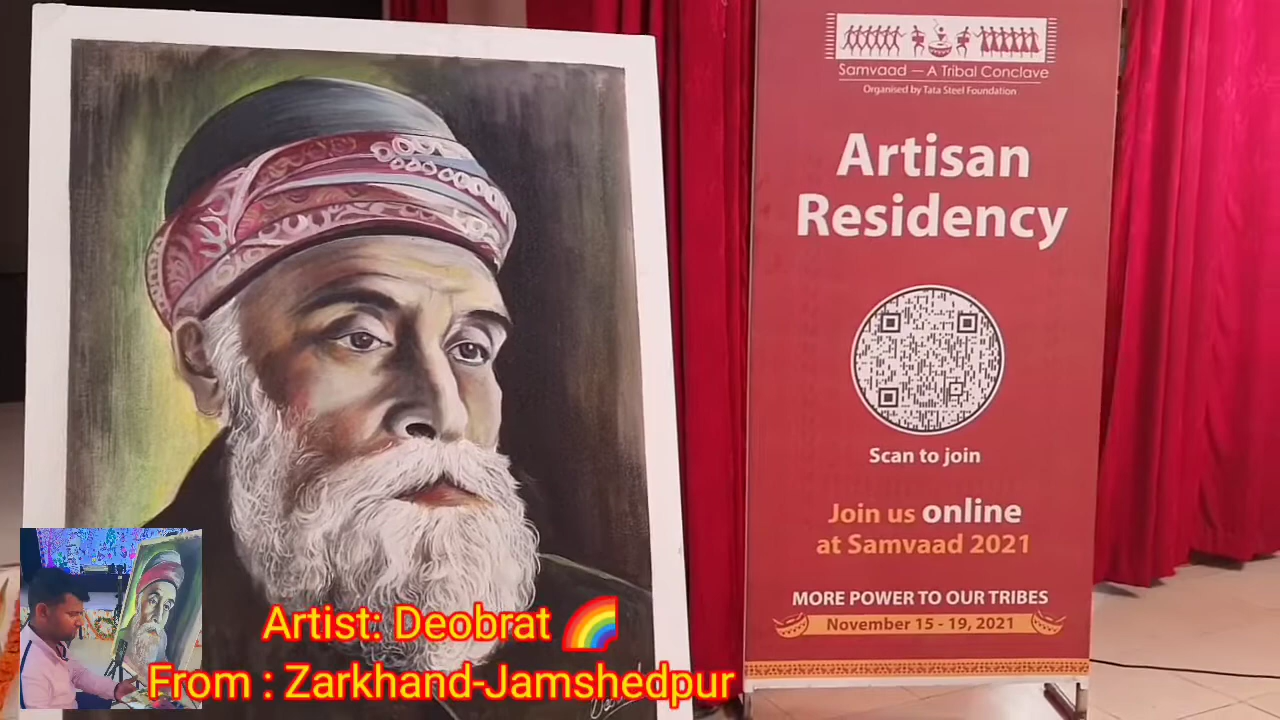 Samvaad — A Tribal Conclave
Organised by Tata Steel Foundation
Artisan
Residency
Scan to join
Join us online
at Samvaad 2021
MORE POWER TO OUR TRIBES
November 15 - 19, 2021
Artist: Deobrat 🌈
From : Zarkhand-Jamshedpur